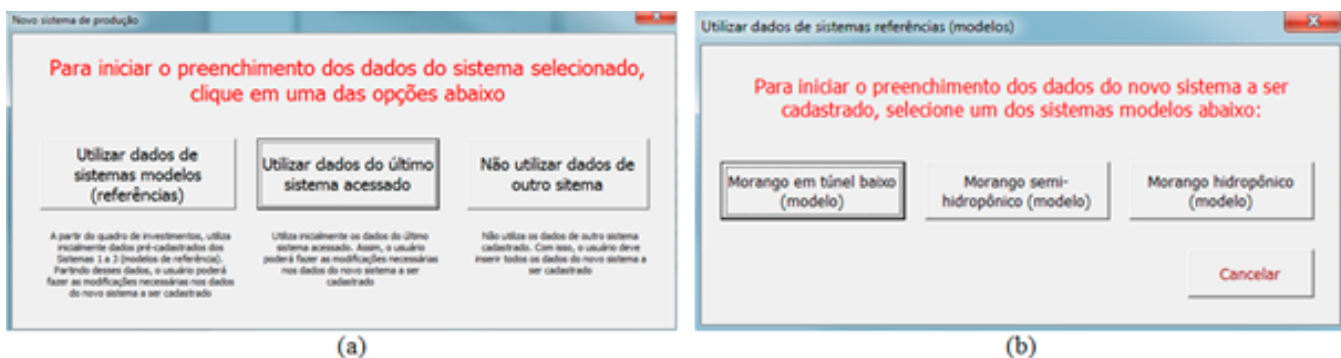 Novo sistema de produção
Para iniciar o preenchimento dos dados do sistema selecionado,
clique em uma das opções abaixo
Utilizar dados de
sistemas modelos
(referências)
Utilizar dados do último
sistema acessado
Não utilizar dados de
outro sitema
A partir do quadro de investimentos, utiliza
inicialmente dados pré-cadastrados dos
Sistemas 1 a 3 (modelos de referência).
Partindo desses dados, o usuário poderá
fazer as modificações necessárias nos dados
do novo sistema a ser cadastrado
Utiliza inicialmente os dados do último
sistema acessado. Assim, o usuário
poderá fazer as modificações necessárias
nos dados do novo sistema a ser
cadastrado
Não utiliza os dados de outro sistema
cadastrado. Com isso, o usuário deve
inserir todos os dados do novo sistema a
ser cadastrado
(a)
Utilizar dados de sistemas referências (modelos)
Para iniciar o preenchimento dos dados do novo sistema a ser
cadastrado, selecione um dos sistemas modelos abaixo:
Morango em túnel baixo
(modelo)
Morango semi-
hidropônico (modelo)
Morango hidropônico
(modelo)
Cancelar
(b)